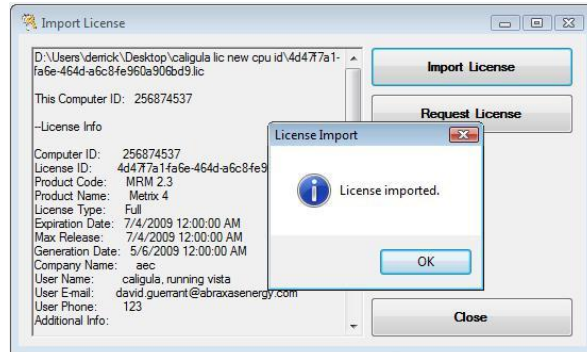 Import License
D:\Users\derrick\Desktop\caligula lic new cpu id\4d47f7a1-
fa6e-464d-a6c8-fe960a906bd9.lic
This Computer ID: 256874537
--License Info
Computer ID: 256874537
License ID: 4d47f7a1-fa6e-464d-a6c8-fe9
Product Code: MRM 2.3
Product Name: Metrix 4
License Type: Full
Expiration Date: 7/4/2009 12:00:00 AM
Max Release: 7/4/2009 12:00:00 AM
Generation Date: 5/6/2009 12:00:00 AM
Company Name: aec
User Name: caligula, running vista
User E-mail: david.guerrant@abraxasenergy.com
User Phone: 123
Additional Info:
Import License
Request License
License Import
License imported.
OK
Close